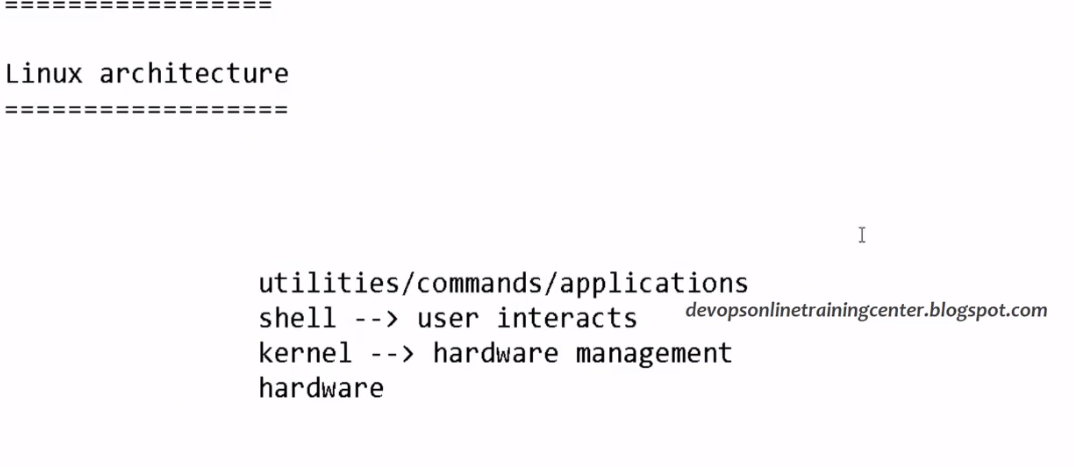 =================
Linux architecture
==================
utilities/commands/applications
shell --> user interacts
devopsonlinetrainingcenter.blogspot.com
kernel --> hardware management
hardware